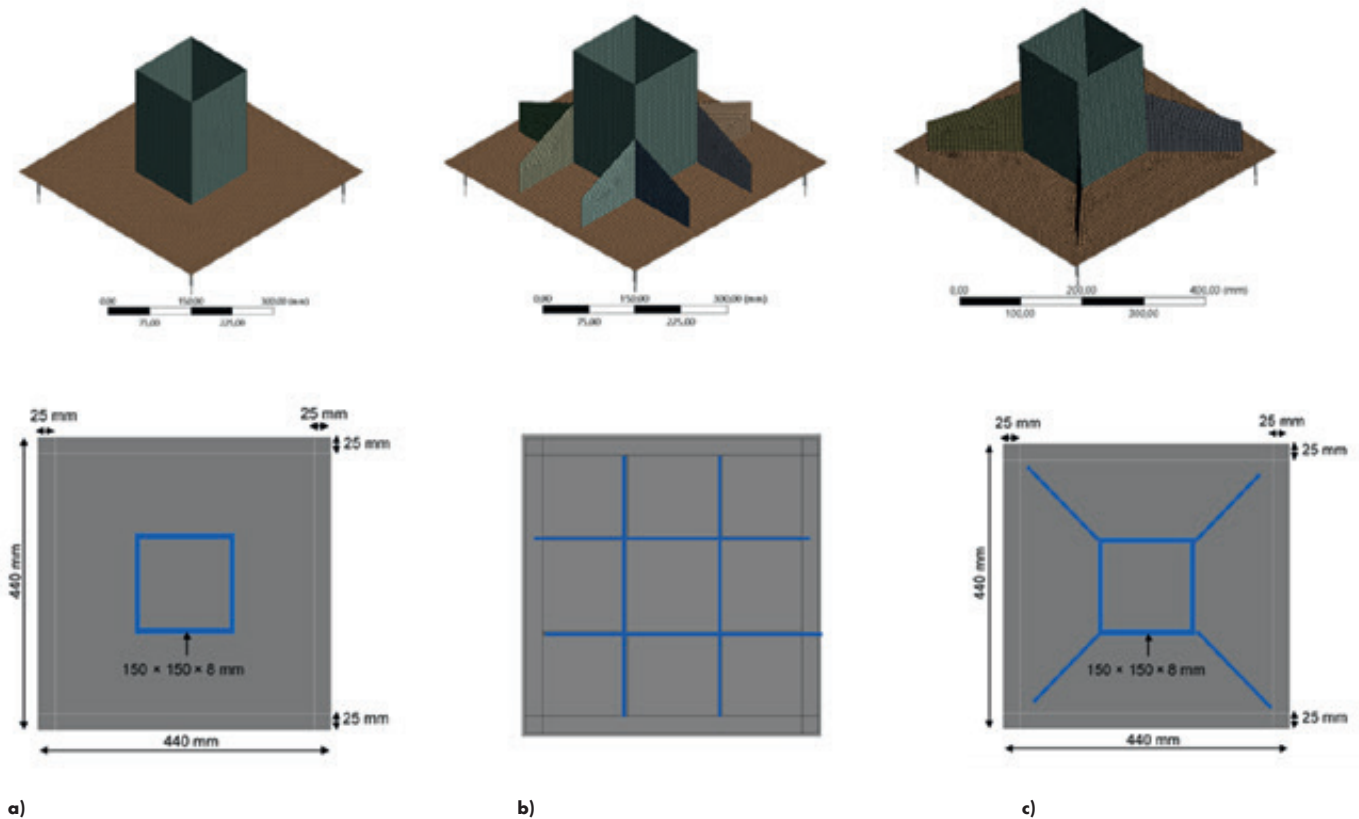 0,00 150,00 300,00 (mm)
75,00 225,00
0,00 150,00 300,00 (mm)
75,00 225,00
0,00 200,00 400,00 (mm)
100,00 300,00
25 mm 25 mm
25 mm
440 mm
150 × 150 × 8 mm
25 mm
440 mm
25 mm 25 mm
25 mm
440 mm
150 × 150 × 8 mm
25 mm
440 mm
a) b) c)